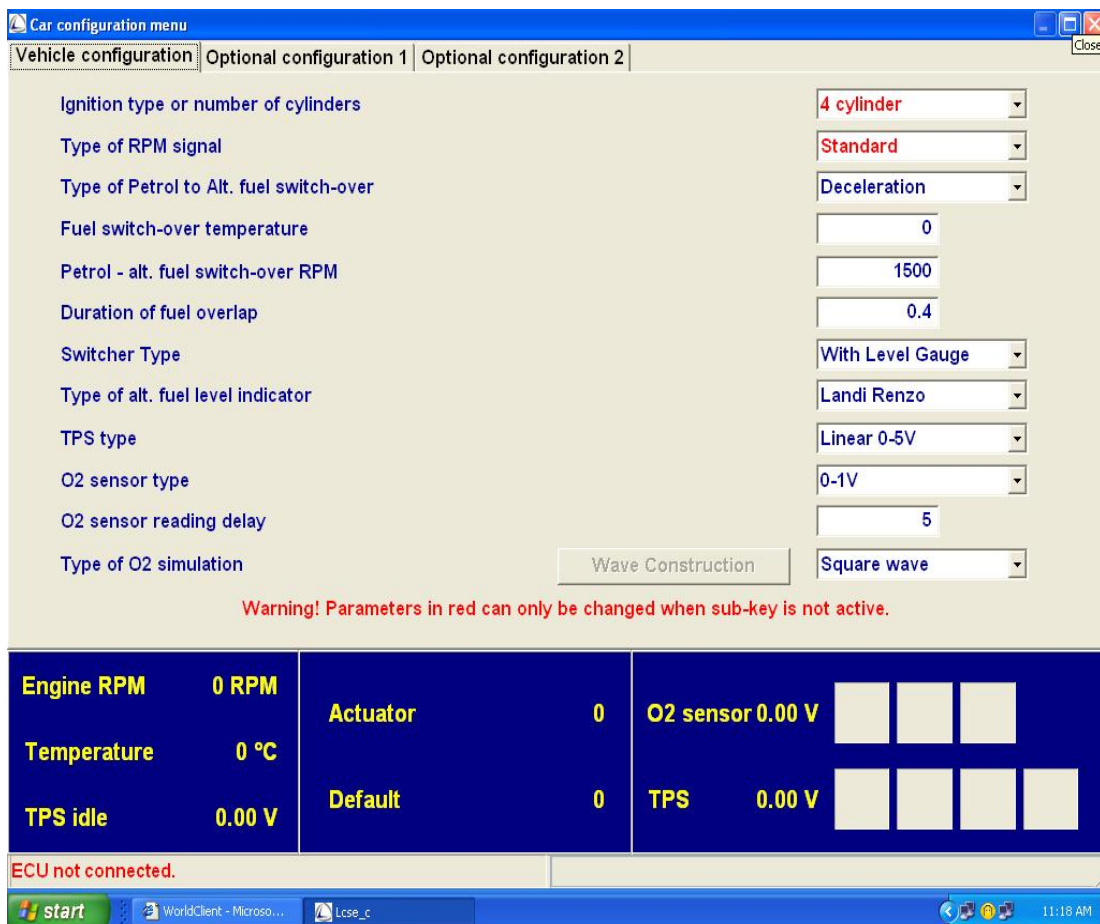 Car configuration menu
Close
Vehicle configuration Optional configuration 1 Optional configuration 2
Ignition type or number of cylinders 4 cylinder
Type of RPM signal Standard
Type of Petrol to Alt. fuel switch-over Deceleration
Fuel switch-over temperature 0
Petrol - alt. fuel switch-over RPM 1500
Duration of fuel overlap 0.4
Switcher Type With Level Gauge
Type of alt. fuel level indicator Landi Renzo
TPS type Linear 0-5V
O2 sensor type 0-1V
O2 sensor reading delay 5
Type of O2 simulation Wave Construction Square wave
Warning! Parameters in red can only be changed when sub-key is not active.
Engine RPM 0 RPM
Temperature 0 °C
TPS idle 0.00 V
Actuator 0
Default 0
O2 sensor 0.00 V
TPS 0.00 V
ECU not connected.
start WorldClient - Microso... Lcse_c 11:18 AM